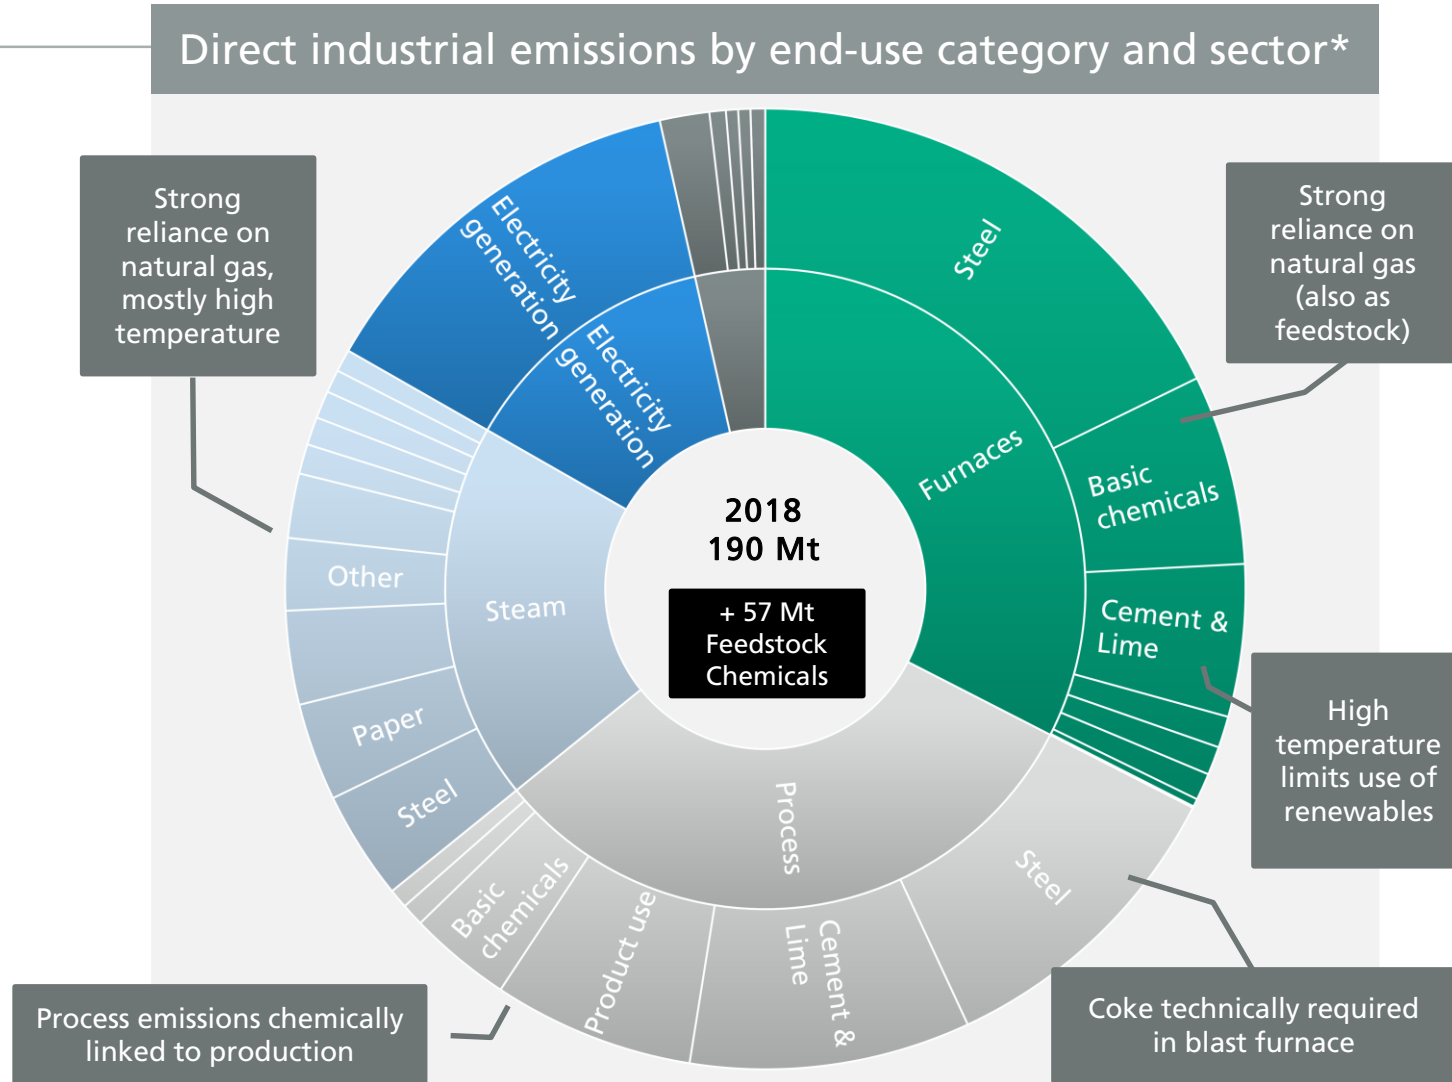 Direct industrial emissions by end-use category and sector*
Strong
reliance on
natural gas,
mostly high
temperature
Strong
reliance on
natural gas
(also as
feedstock)
Electricity
generation
Electricity
generation
Steel
Furnaces
Basic
chemicals
Cement &
Lime
2018
190 Mt
+ 57 Mt
Feedstock
Chemicals
Other
Steam
Paper
Steel
High
temperature
limits use of
renewables
Process
Steel
Cement &
Lime
Product use
Basic
chemicals
Process emissions chemically
linked to production
Coke technically required
in blast furnace